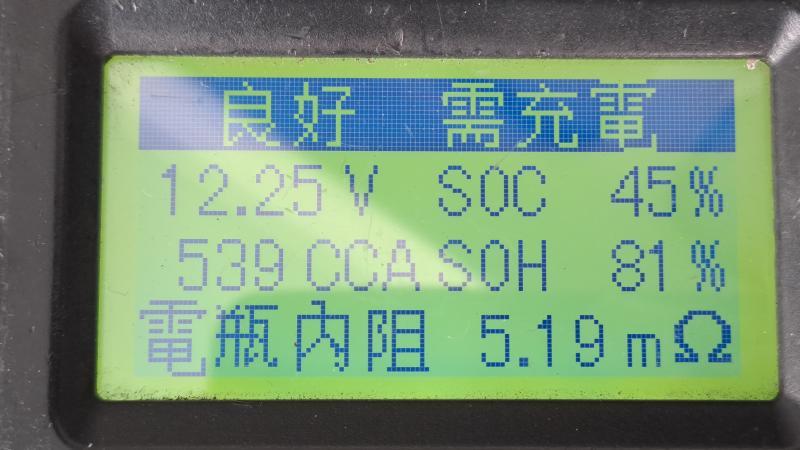 良好 需充電
12.25 V SOC 45%
539 CCA SOH 81%
電瓶內阻 5.19 mΩ